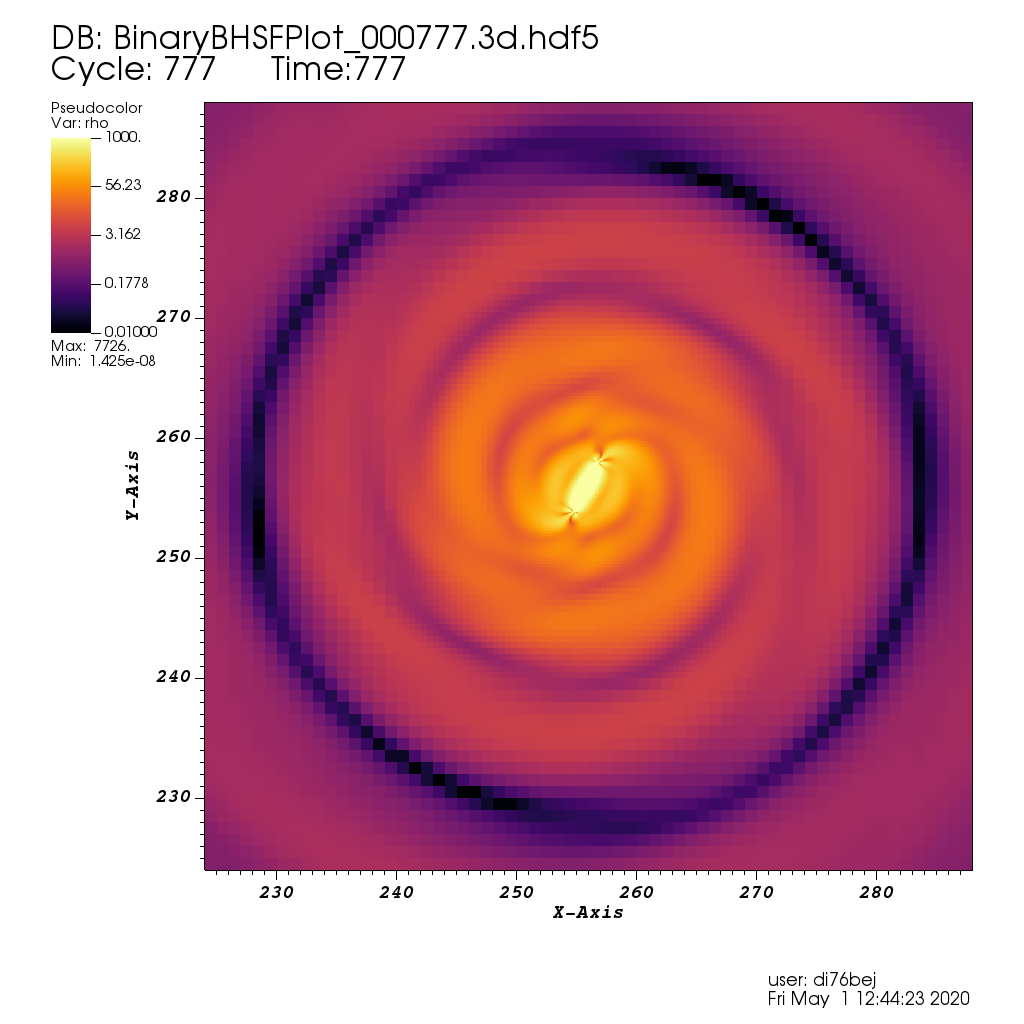 DB: BinaryBHSFPlot_000777.3d.hdf5
Cycle: 777 Time:777
Pseudocolor
Var: rho
1000.
56.23
3.162
0.1778
0.01000
Max: 7726.
Min: 1.425e-08
280
270
260
250
240
230
Y-Axis
230 240 250 260 270 280
X-Axis
user: di76bej
Fri May 1 12:44:23 2020